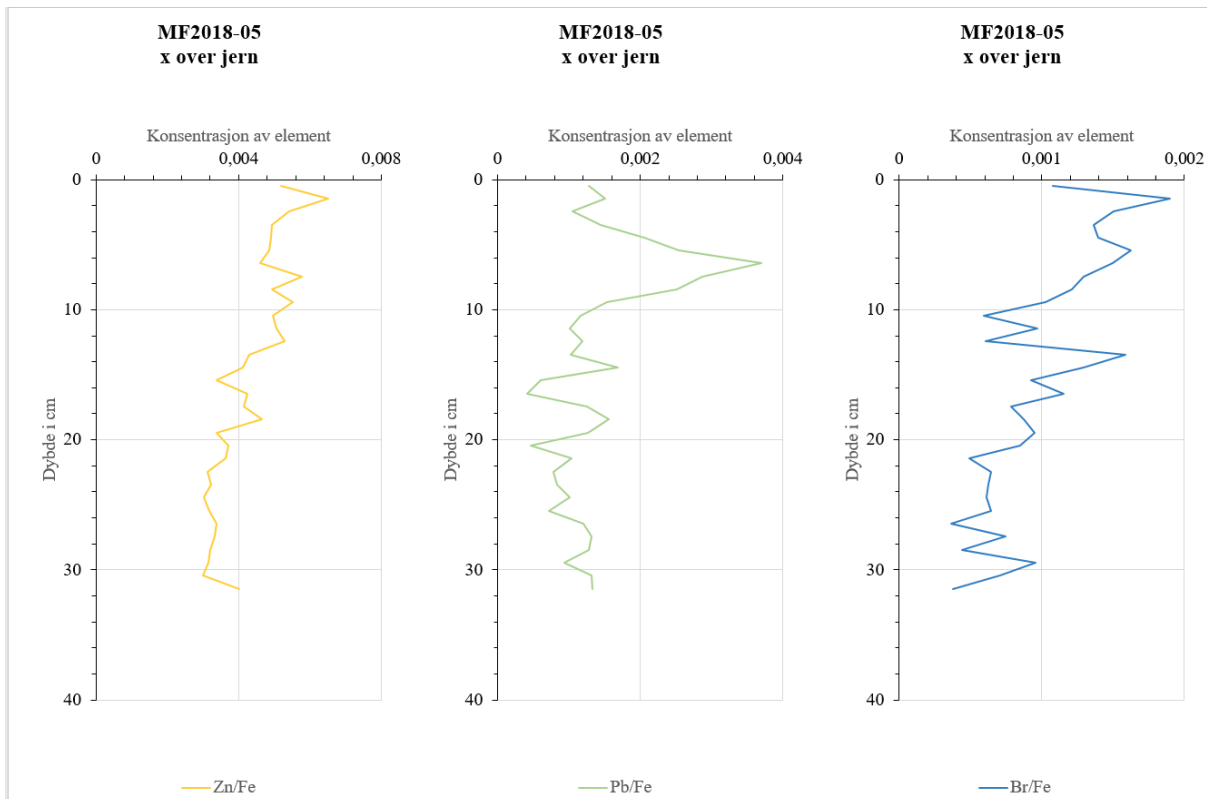 MF2018-05
x over jern
Konsentrasjon av element
0 0,004 0,008
0
10
20
30
40
Dybde i cm
Zn/Fe
MF2018-05
x over jern
Konsentrasjon av element
0 0,002 0,004
0
10
20
30
40
Dybde i cm
Pb/Fe
MF2018-05
x over jern
Konsentrasjon av element
0 0,001 0,002
0
10
20
30
40
Dybde i cm
Br/Fe